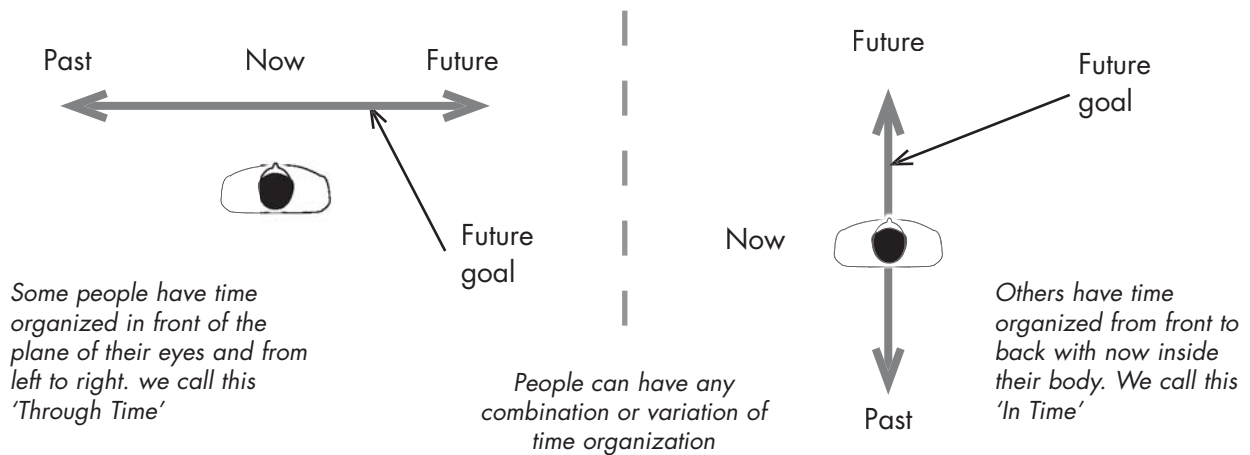 Past
Now
Future
Future
goal
Some people have time
organized in front of the
plane of their eyes and from
left to right. we call this
‘Through Time’
People can have any
combination or variation of
time organization
Future
Future
goal
Now
Past
Others have time
organized from front to
back with now inside
their body. We call this
‘In Time’